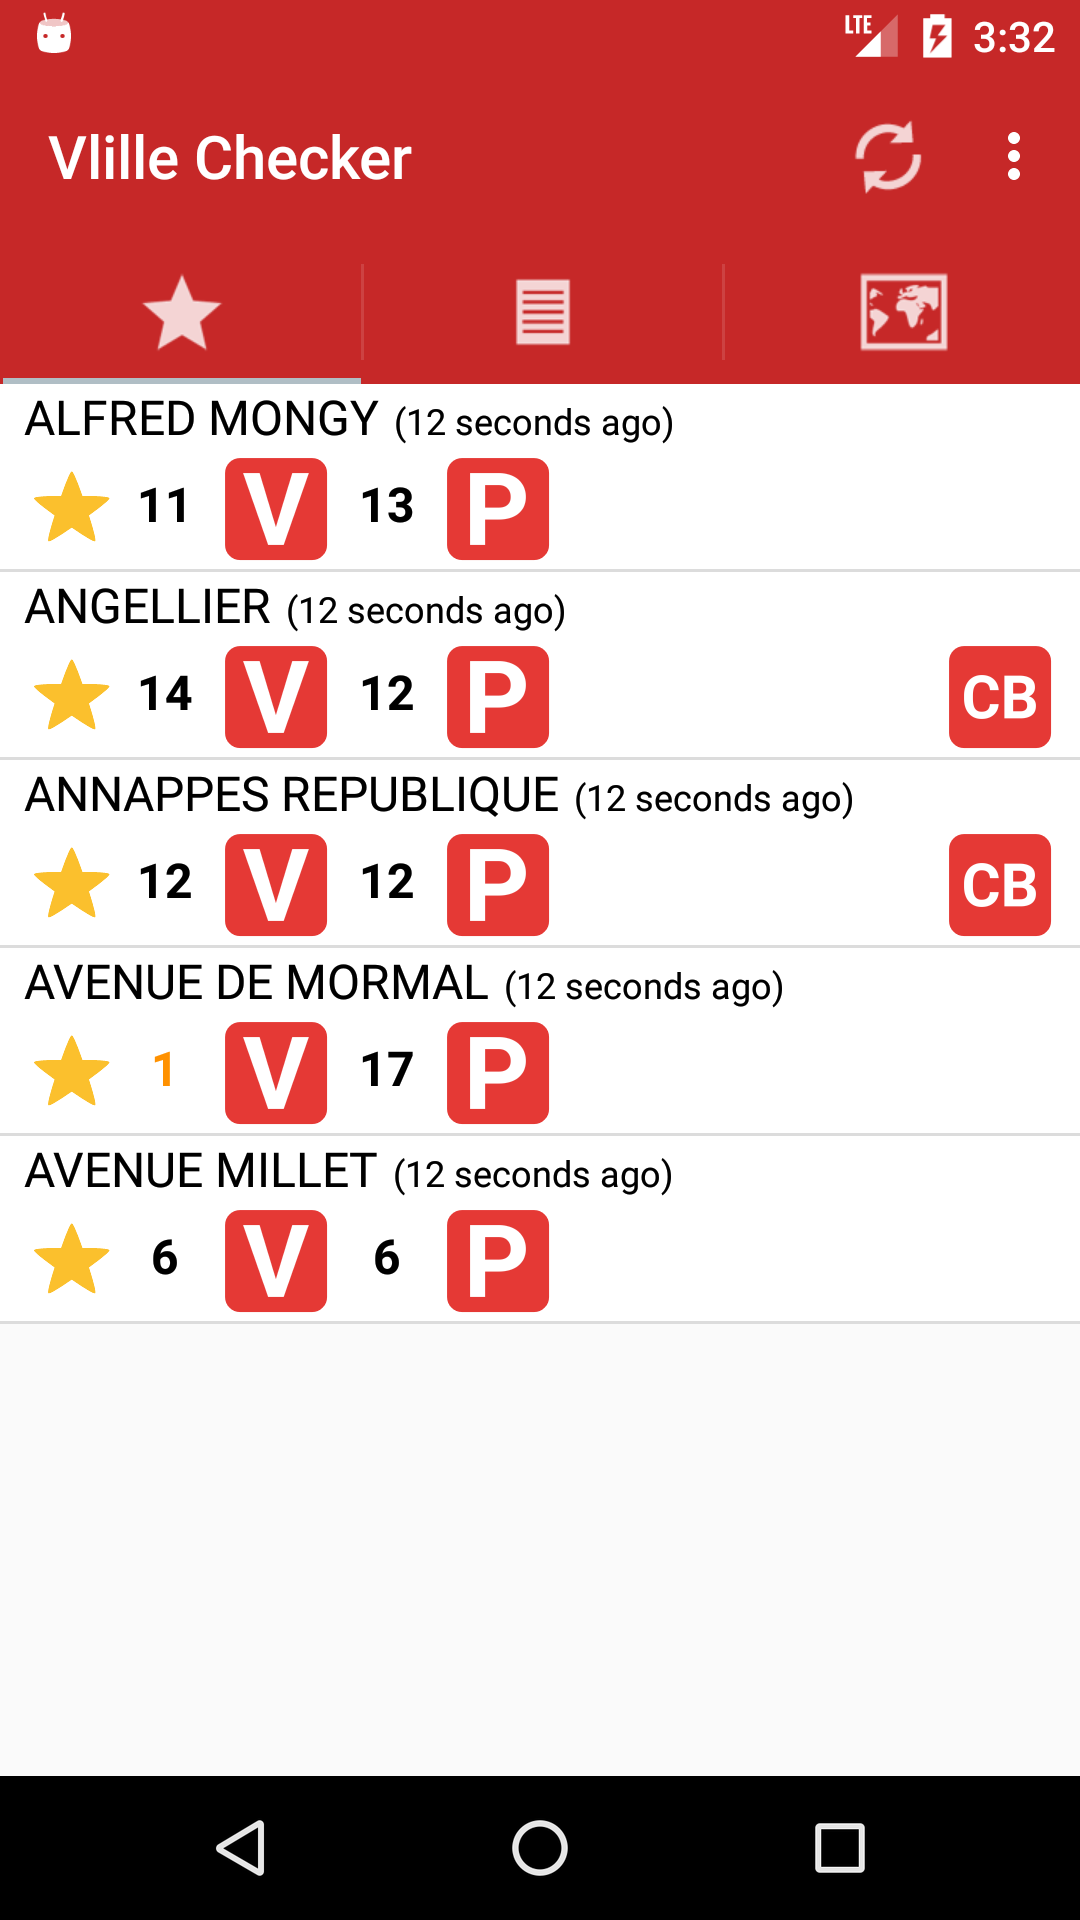 LTE 3:32
Vlille Checker
ALFRED MONGY (12 seconds ago)
11 V 13 P
ANGELLIER (12 seconds ago)
14 V 12 P CB
ANNAPPES REPUBLIQUE (12 seconds ago)
12 V 12 P CB
AVENUE DE MORMAL (12 seconds ago)
1 V 17 P
AVENUE MILLET (12 seconds ago)
6 V 6 P